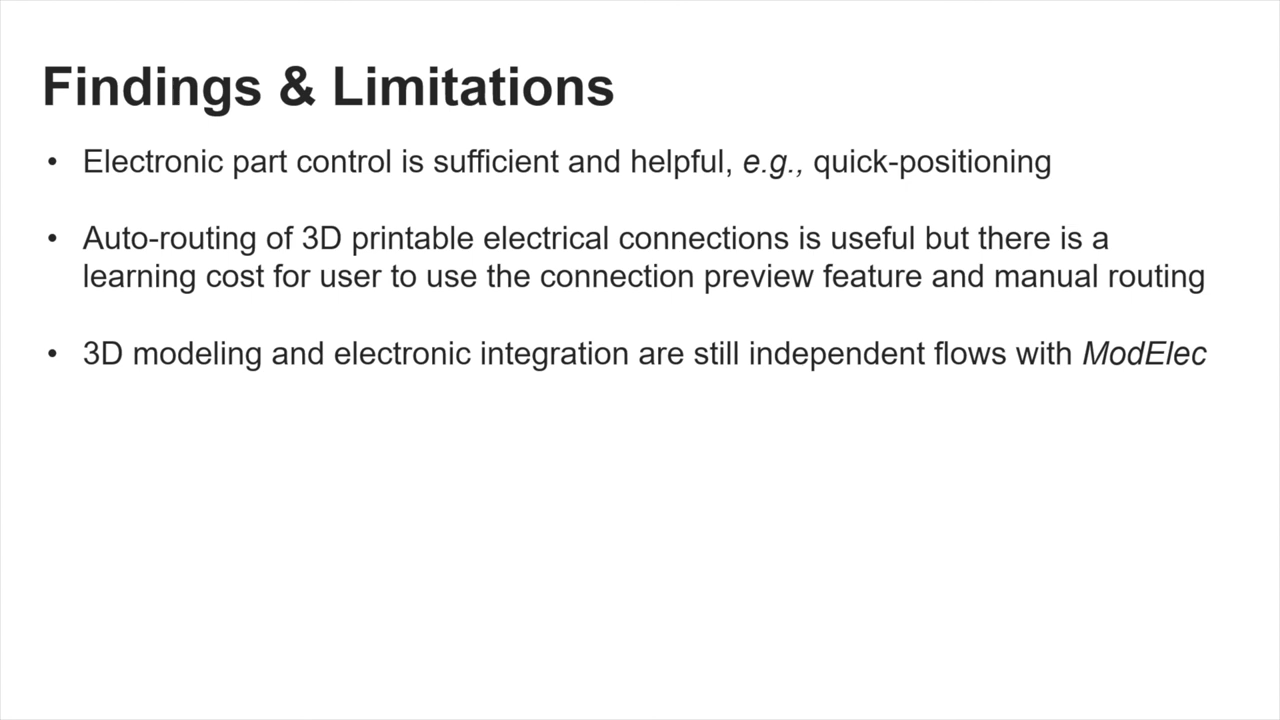 Findings & Limitations
• Electronic part control is sufficient and helpful, e.g., quick-positioning
• Auto-routing of 3D printable electrical connections is useful but there is a
learning cost for user to use the connection preview feature and manual routing
• 3D modeling and electronic integration are still independent flows with ModElec